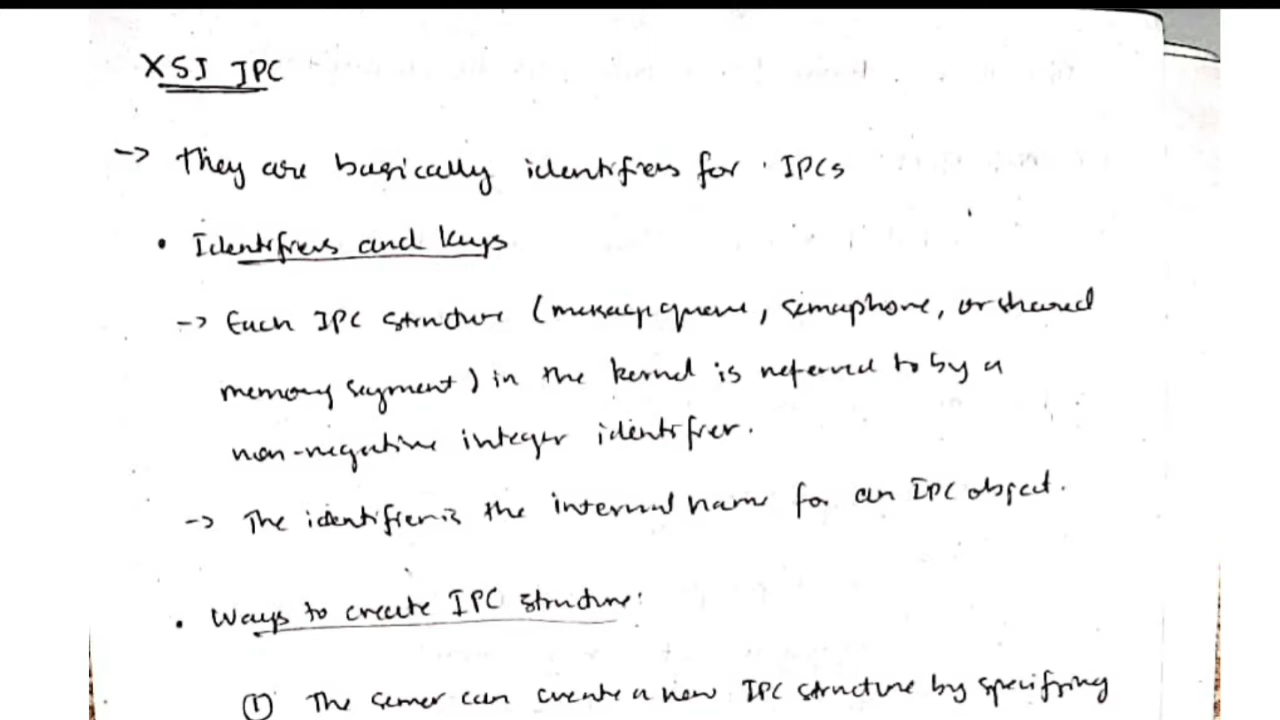 XSI IPC
-> They are basically identifiers for IPCs
• Identifiers and keys
-> Each IPC structure (message queue, semaphore, or shared
memory segment) in the kernel is referred to by a
non-negative integer identifier.
-> The identifier is the internal name for an IPC object.
• Ways to create IPC structure:
① The server can create a new IPC structure by specifying